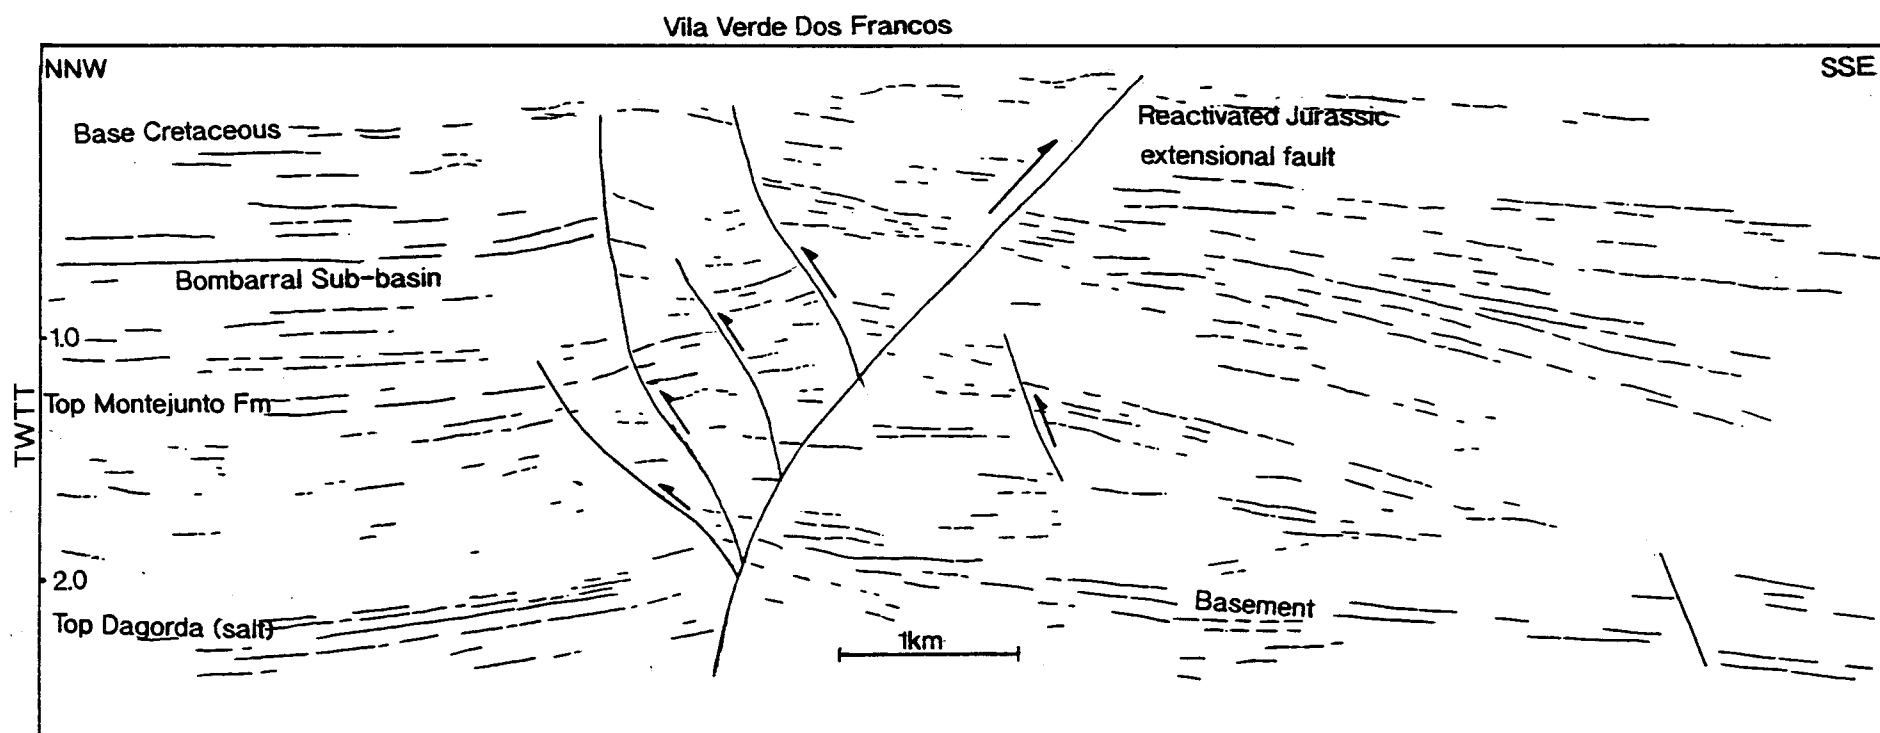 Vila Verde Dos Francos
NNW
SSE
Base Cretaceous
Reactivated Jurassic
extensional fault
Bombarral Sub-basin
1.0
TWTT
Top Montejunto Fm
2.0
Top Dagorda (salt)
Basement
1km